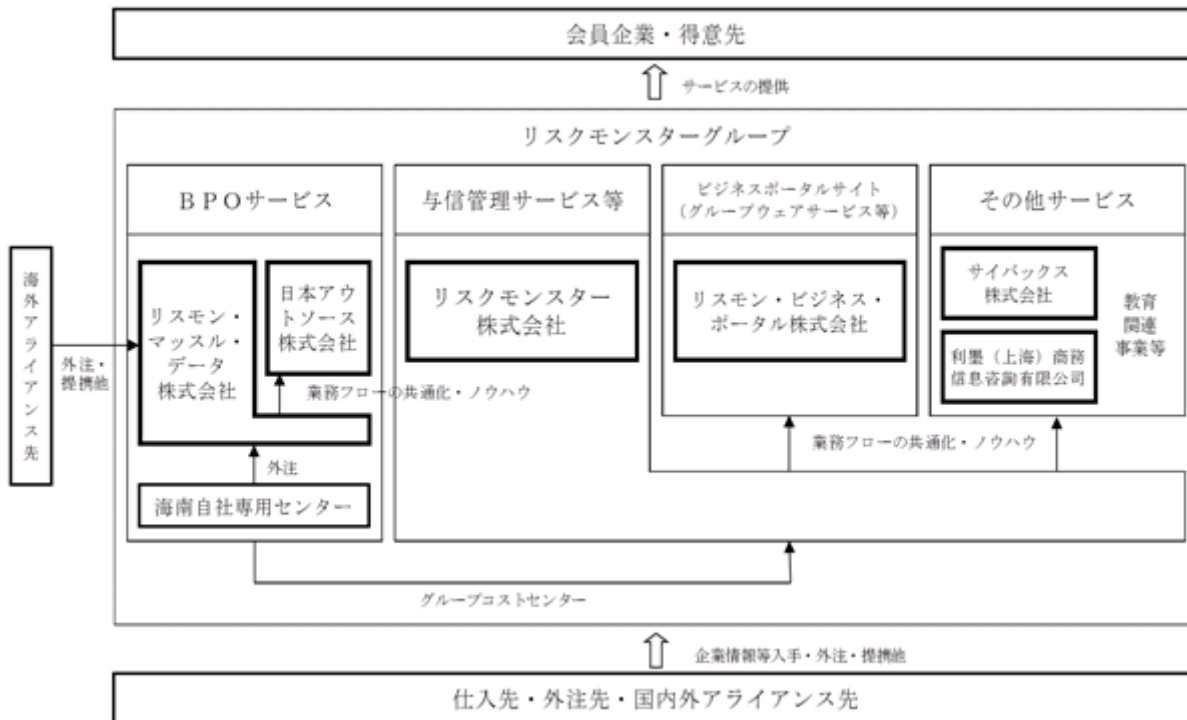 会員企業・得意先
サービスの提供
リスクモンスターグループ
BPOサービス
与信管理サービス等
ビジネスポータルサイト
(グループウェアサービス等)
その他サービス
海外アライアンス先
外注・
提携他
リスモン・
マッスル・
データ
株式会社
日本アウ
トソース
株式会社
業務フローの共通化・ノウハウ
外注
海南自社専用センター
リスクモンスター
株式会社
リスモン・ビジネス・
ポータル株式会社
サイバックス
株式会社
利墨(上海)商務
信息咨詢有限公司
教育
関連
事業等
業務フローの共通化・ノウハウ
グループコストセンター
企業情報等入手・外注・提携他
仕入先・外注先・国内外アライアンス先